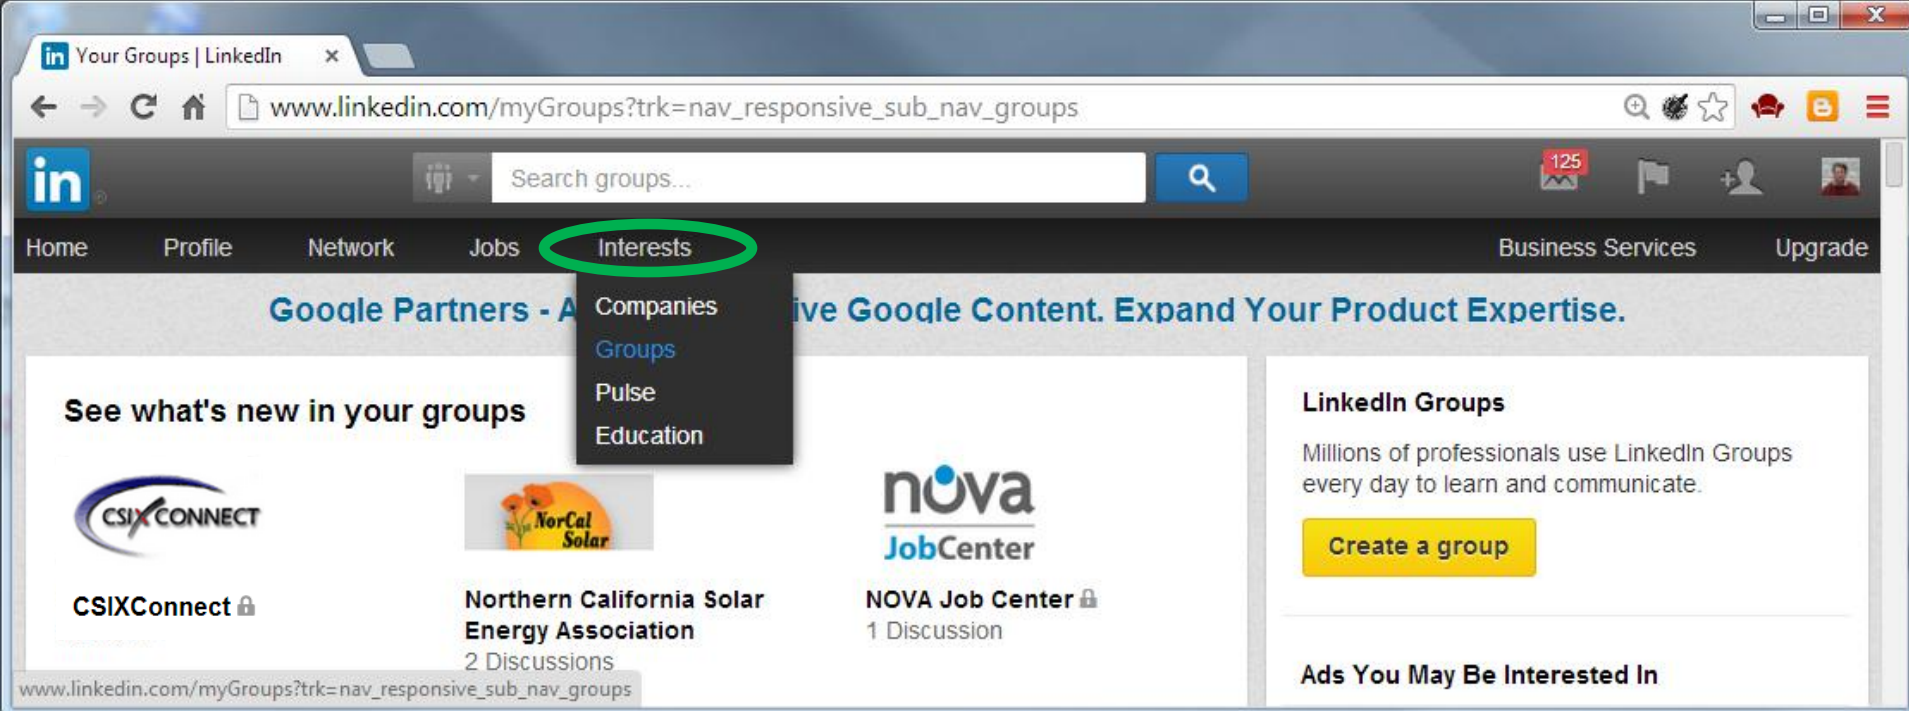 Your Groups | LinkedIn
www.linkedin.com/myGroups?trk=nav_responsive_sub_nav_groups
in
Search groups...
125
Home Profile Network Jobs Interests Business Services Upgrade
Google Partners - A ive Google Content. Expand Your Product Expertise.
Companies
Groups
Pulse
Education
See what's new in your groups
CSIXCONNECT
CSIXConnect
NorCal
Solar
Northern California Solar
Energy Association
2 Discussions
nova
JobCenter
NOVA Job Center
1 Discussion
LinkedIn Groups
Millions of professionals use LinkedIn Groups
every day to learn and communicate.
Create a group
Ads You May Be Interested In
www.linkedin.com/myGroups?trk=nav_responsive_sub_nav_groups